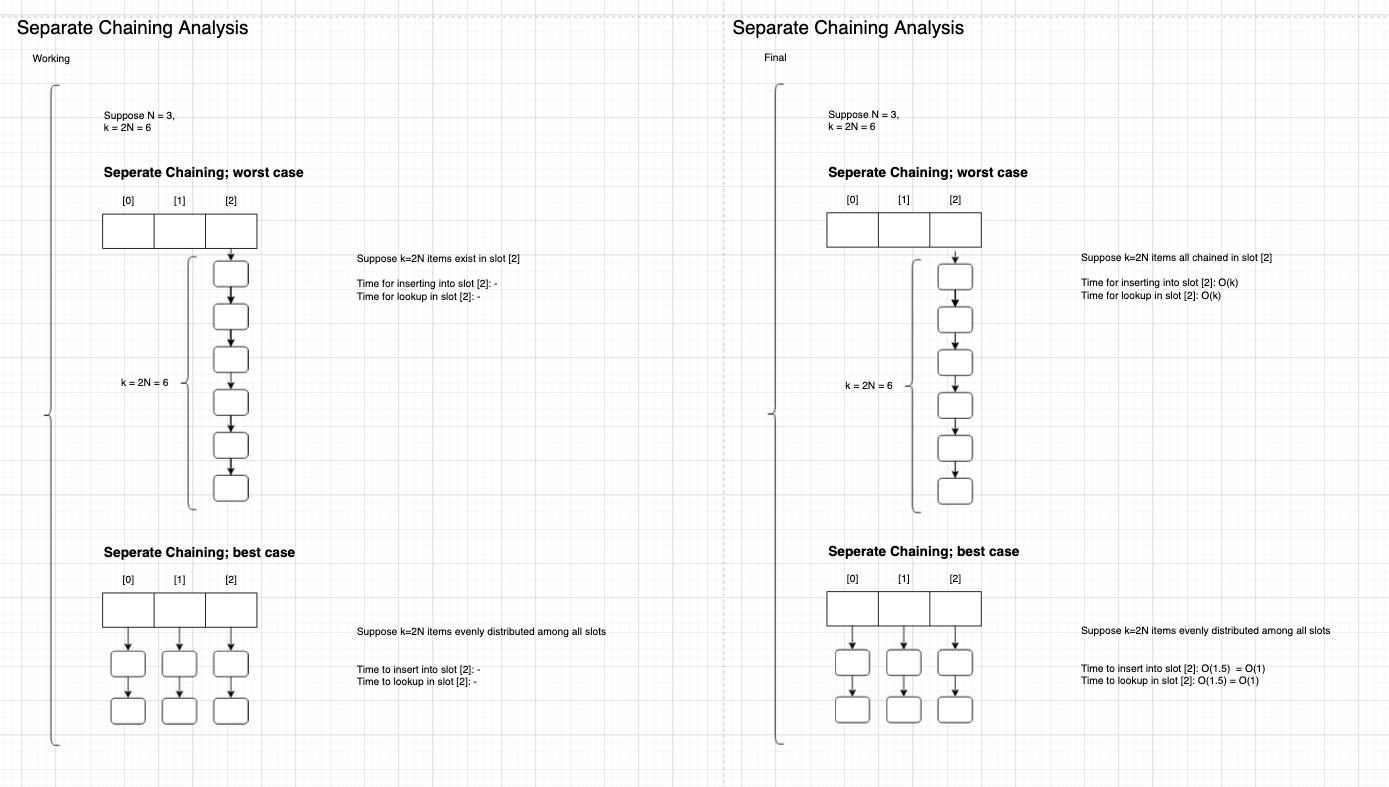 Separate Chaining Analysis
Working
Suppose N = 3,
k = 2N = 6
Seperate Chaining; worst case
[0] [1] [2]
Suppose k=2N items exist in slot [2]
Time for inserting into slot [2]: -
Time for lookup in slot [2]: -
k = 2N = 6
Seperate Chaining; best case
[0] [1] [2]
Suppose k=2N items evenly distributed among all slots
Time to insert into slot [2]: -
Time to lookup in slot [2]: -
Separate Chaining Analysis
Final
Suppose N = 3,
k = 2N = 6
Seperate Chaining; worst case
[0] [1] [2]
Suppose k=2N items all chained in slot [2]
Time for inserting into slot [2]: O(k)
Time for lookup in slot [2]: O(k)
k = 2N = 6
Seperate Chaining; best case
[0] [1] [2]
Suppose k=2N items evenly distributed among all slots
Time to insert into slot [2]: O(1.5)  = O(1)
Time to lookup in slot [2]: O(1.5) = O(1)